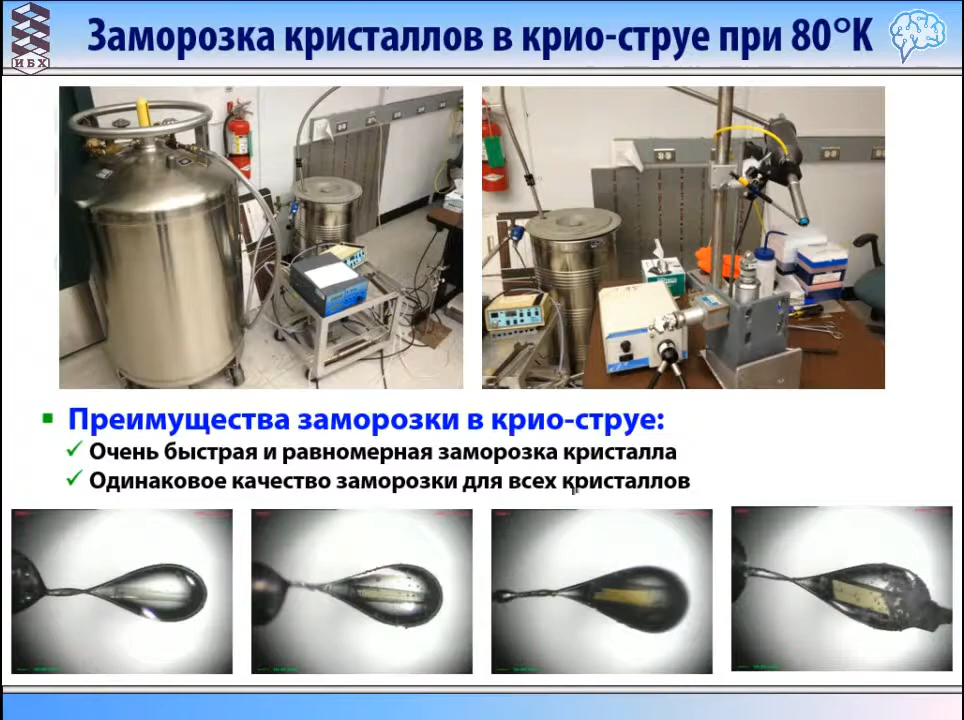 Заморозка кристаллов в крио-струе при 80°К
ИБХ
Преимущества заморозки в крио-струе:
Очень быстрая и равномерная заморозка кристалла
Одинаковое качество заморозки для всех кристаллов